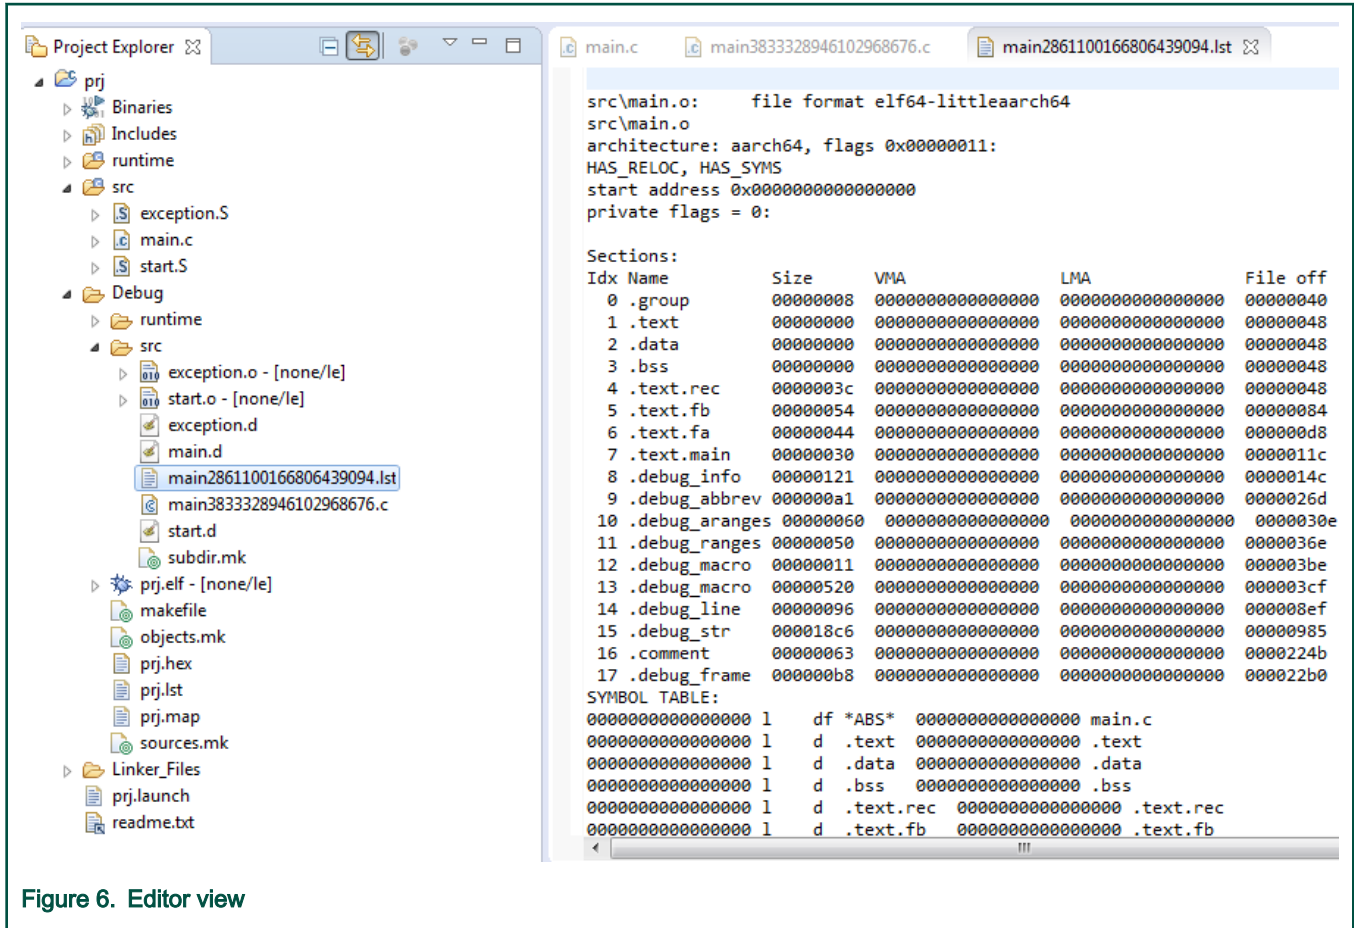 Project Explorer
prj
Binaries
Includes
runtime
src
exception.S
main.c
start.S
Debug
runtime
src
exception.o - [none/le]
start.o - [none/le]
exception.d
main.d
main2861100166806439094.lst
main3833328946102968676.c
start.d
subdir.mk
prj.elf - [none/le]
makefile
objects.mk
prj.hex
prj.lst
prj.map
sources.mk
Linker_Files
prj.launch
readme.txt
main.c main3833328946102968676.c main2861100166806439094.lst
src\main.o:     file format elf64-littleaarch64
src\main.o
architecture: aarch64, flags 0x00000011:
HAS_RELOC, HAS_SYMS
start address 0x0000000000000000
private flags = 0:
Sections:
Idx Name          Size      VMA               LMA               File off
  0 .group        00000008  0000000000000000  0000000000000000  00000040
  1 .text         00000000  0000000000000000  0000000000000000  00000048
  2 .data         00000000  0000000000000000  0000000000000000  00000048
  3 .bss          00000000  0000000000000000  0000000000000000  00000048
  4 .text.rec     0000003c  0000000000000000  0000000000000000  00000048
  5 .text.fb      00000054  0000000000000000  0000000000000000  00000084
  6 .text.fa      00000044  0000000000000000  0000000000000000  000000d8
  7 .text.main    00000030  0000000000000000  0000000000000000  0000011c
  8 .debug_info   00000121  0000000000000000  0000000000000000  0000014c
  9 .debug_abbrev 000000a1  0000000000000000  0000000000000000  0000026d
 10 .debug_aranges 00000060  0000000000000000  0000000000000000  0000030e
 11 .debug_ranges 00000050  0000000000000000  0000000000000000  0000036e
 12 .debug_macro  00000011  0000000000000000  0000000000000000  000003be
 13 .debug_macro  00000520  0000000000000000  0000000000000000  000003cf
 14 .debug_line   00000096  0000000000000000  0000000000000000  000008ef
 15 .debug_str    000018c6  0000000000000000  0000000000000000  00000985
 16 .comment      00000063  0000000000000000  0000000000000000  0000224b
 17 .debug_frame  000000b8  0000000000000000  0000000000000000  000022b0
SYMBOL TABLE:
0000000000000000 l    df *ABS*  0000000000000000 main.c
0000000000000000 l    d  .text  0000000000000000 .text
0000000000000000 l    d  .data  0000000000000000 .data
0000000000000000 l    d  .bss   0000000000000000 .bss
0000000000000000 l    d  .text.rec  0000000000000000 .text.rec
0000000000000000 l    d  .text.fb   0000000000000000 .text.fb
Figure 6. Editor view